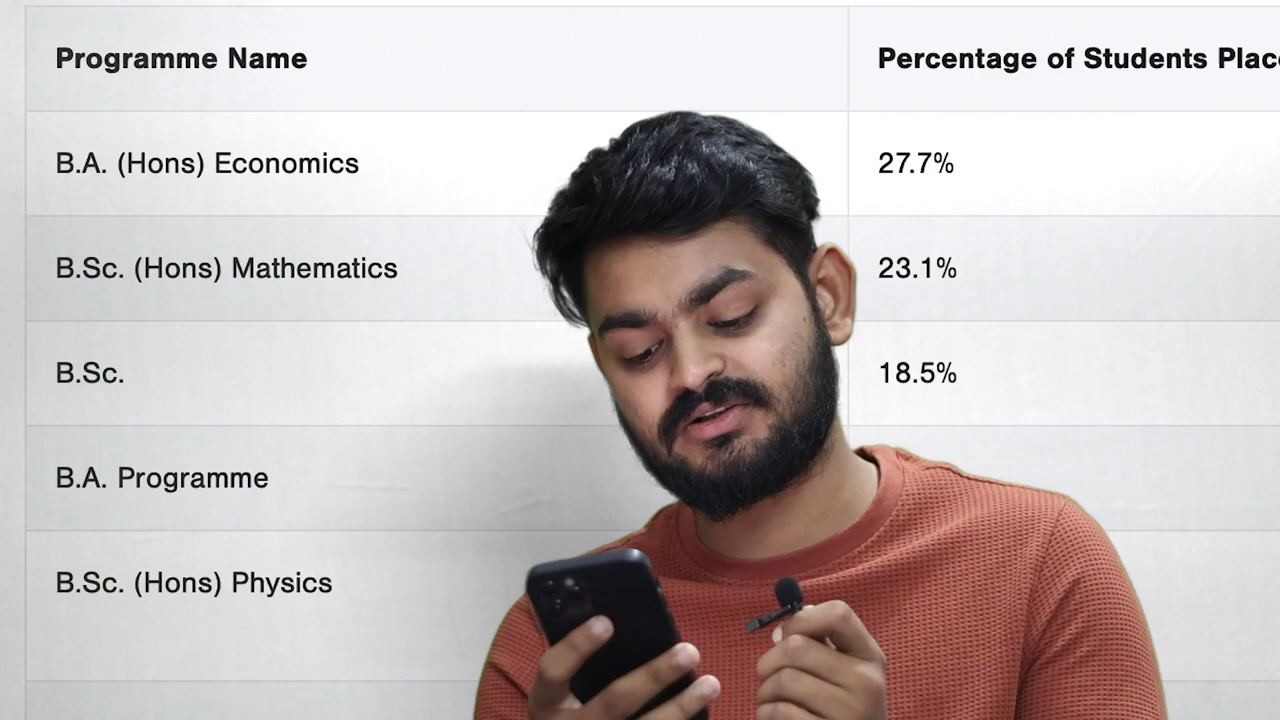 Programme Name Percentage of Students Plac
B.A. (Hons) Economics 27.7%
B.Sc. (Hons) Mathematics 23.1%
B.Sc. 18.5%
B.A. Programme
B.Sc. (Hons) Physics